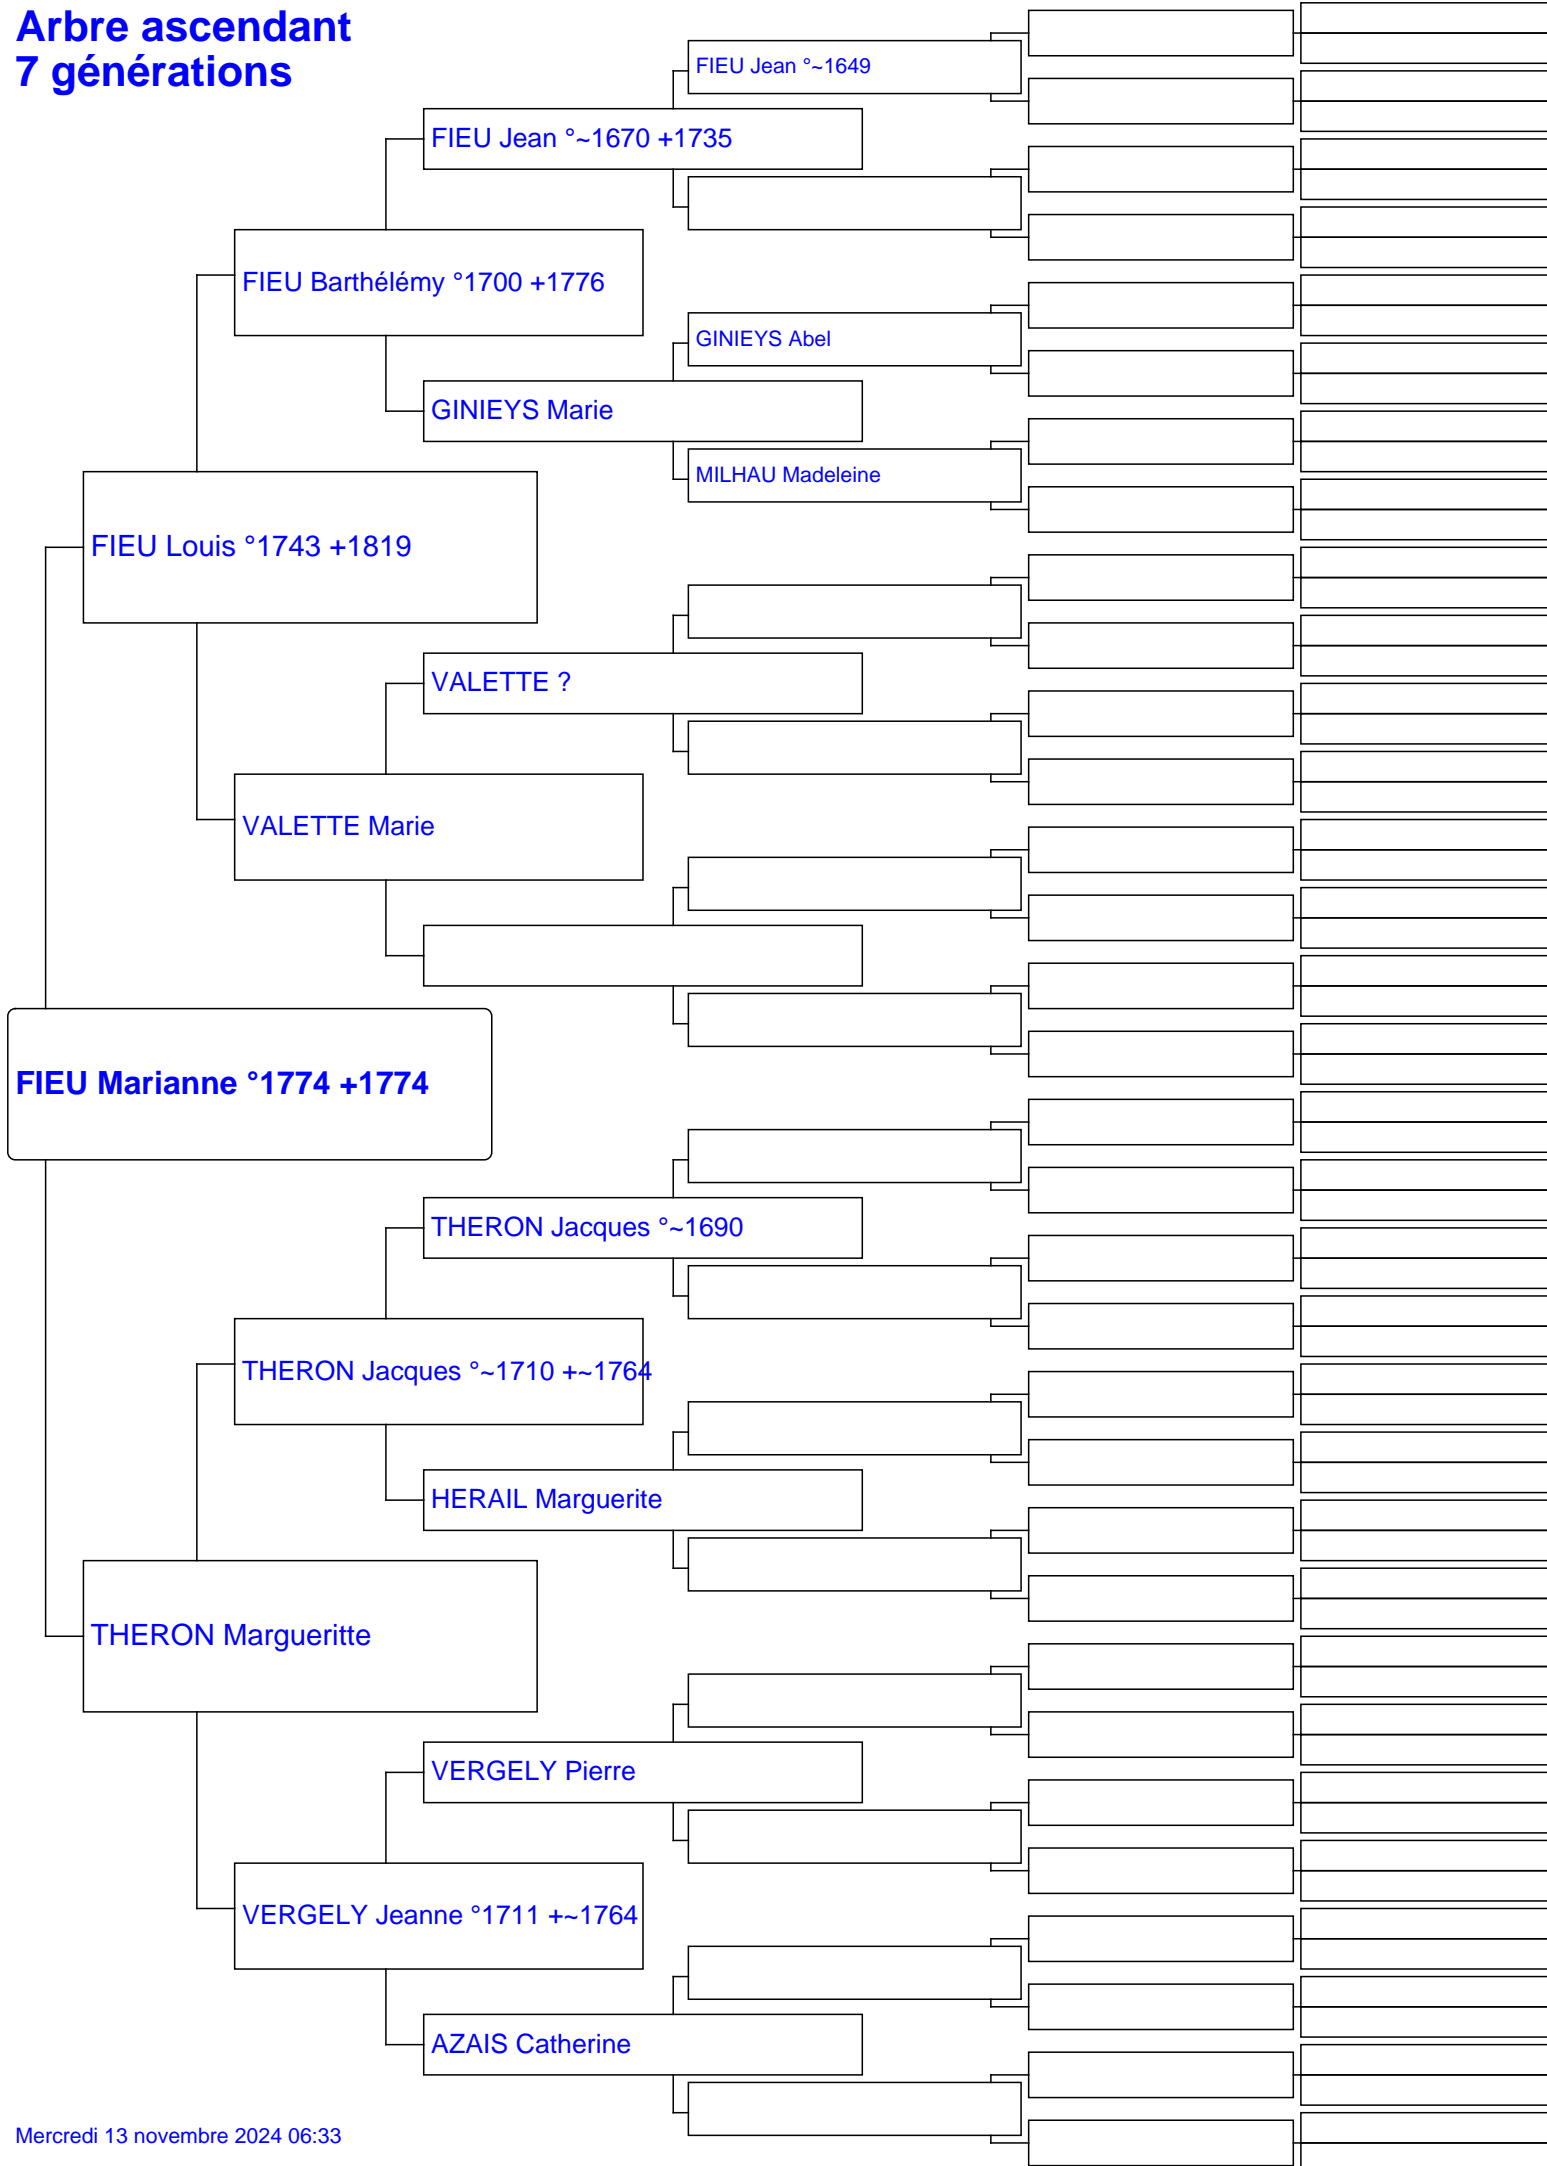 Arbre ascendant
7 générations
FIEU Jean °~1649
FIEU Jean °~1670 +1735
FIEU Barthélémy °1700 +1776
GINIEYS Abel
GINIEYS Marie
MILHAU Madeleine
FIEU Louis °1743 +1819
VALETTE ?
VALETTE Marie
FIEU Marianne °1774 +1774
THERON Jacques °~1690
THERON Jacques °~1710 +~1764
HERAIL Marguerite
THERON Margueritte
VERGELY Pierre
VERGELY Jeanne °1711 +~1764
AZAIS Catherine
Mercredi 13 novembre 2024 06:33